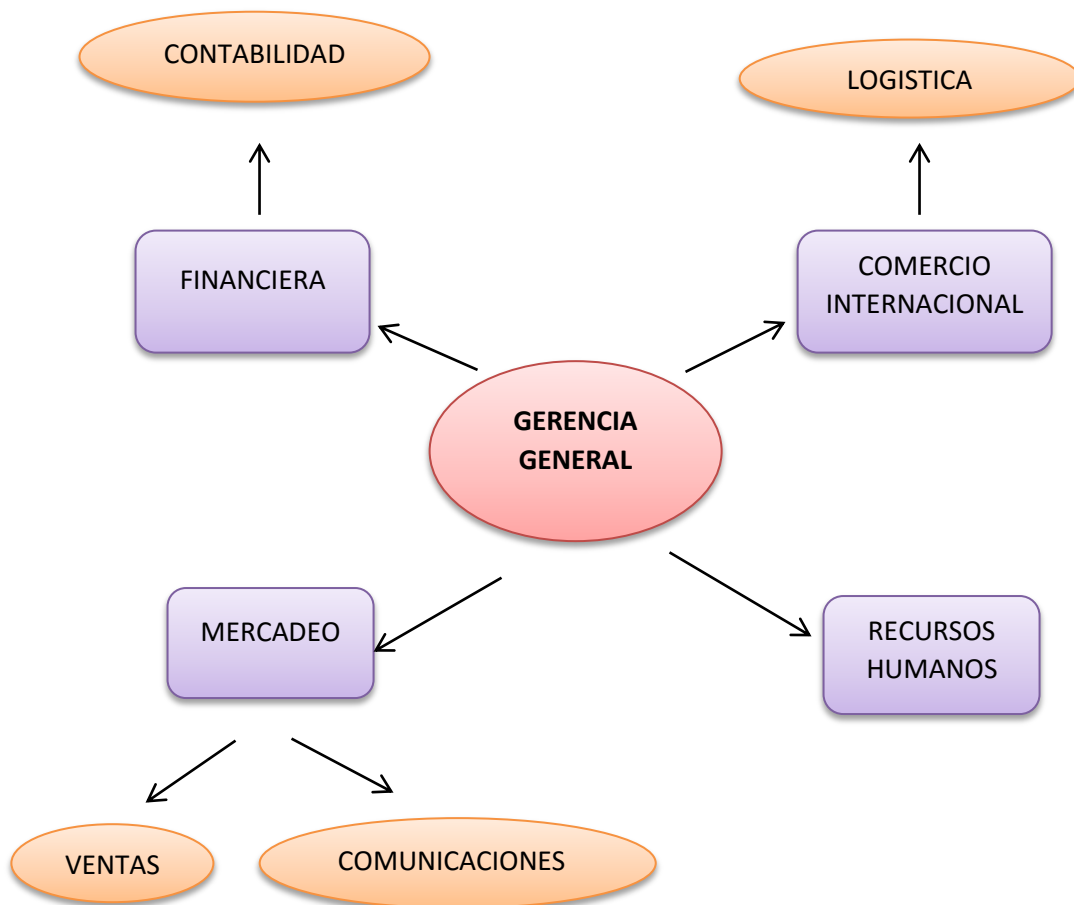 CONTABILIDAD
LOGISTICA
FINANCIERA
COMERCIO
INTERNACIONAL
GERENCIA
GENERAL
MERCADEO
RECURSOS
HUMANOS
VENTAS
COMUNICACIONES